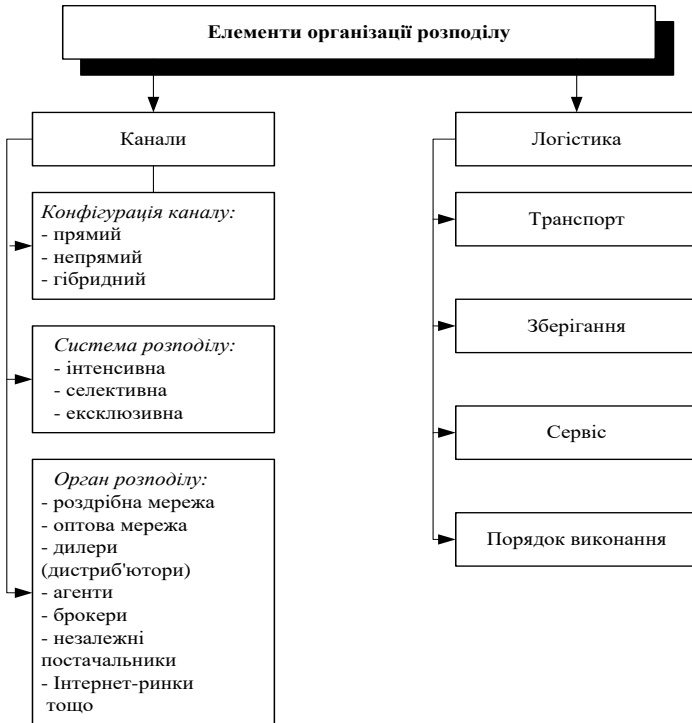 Елементи організації розподілу
Канали
Конфігурація каналу:
- прямий
- непрямий
- гібридний
Система розподілу:
- інтенсивна
- селективна
- ексклюзивна
Орган розподілу:
- роздрібна мережа
- оптова мережа
- дилери
(дистриб'ютори)
- агенти
- брокери
- незалежні
постачальники
- Інтернет-ринки
тощо
Логістика
Транспорт
Зберігання
Сервіс
Порядок виконання